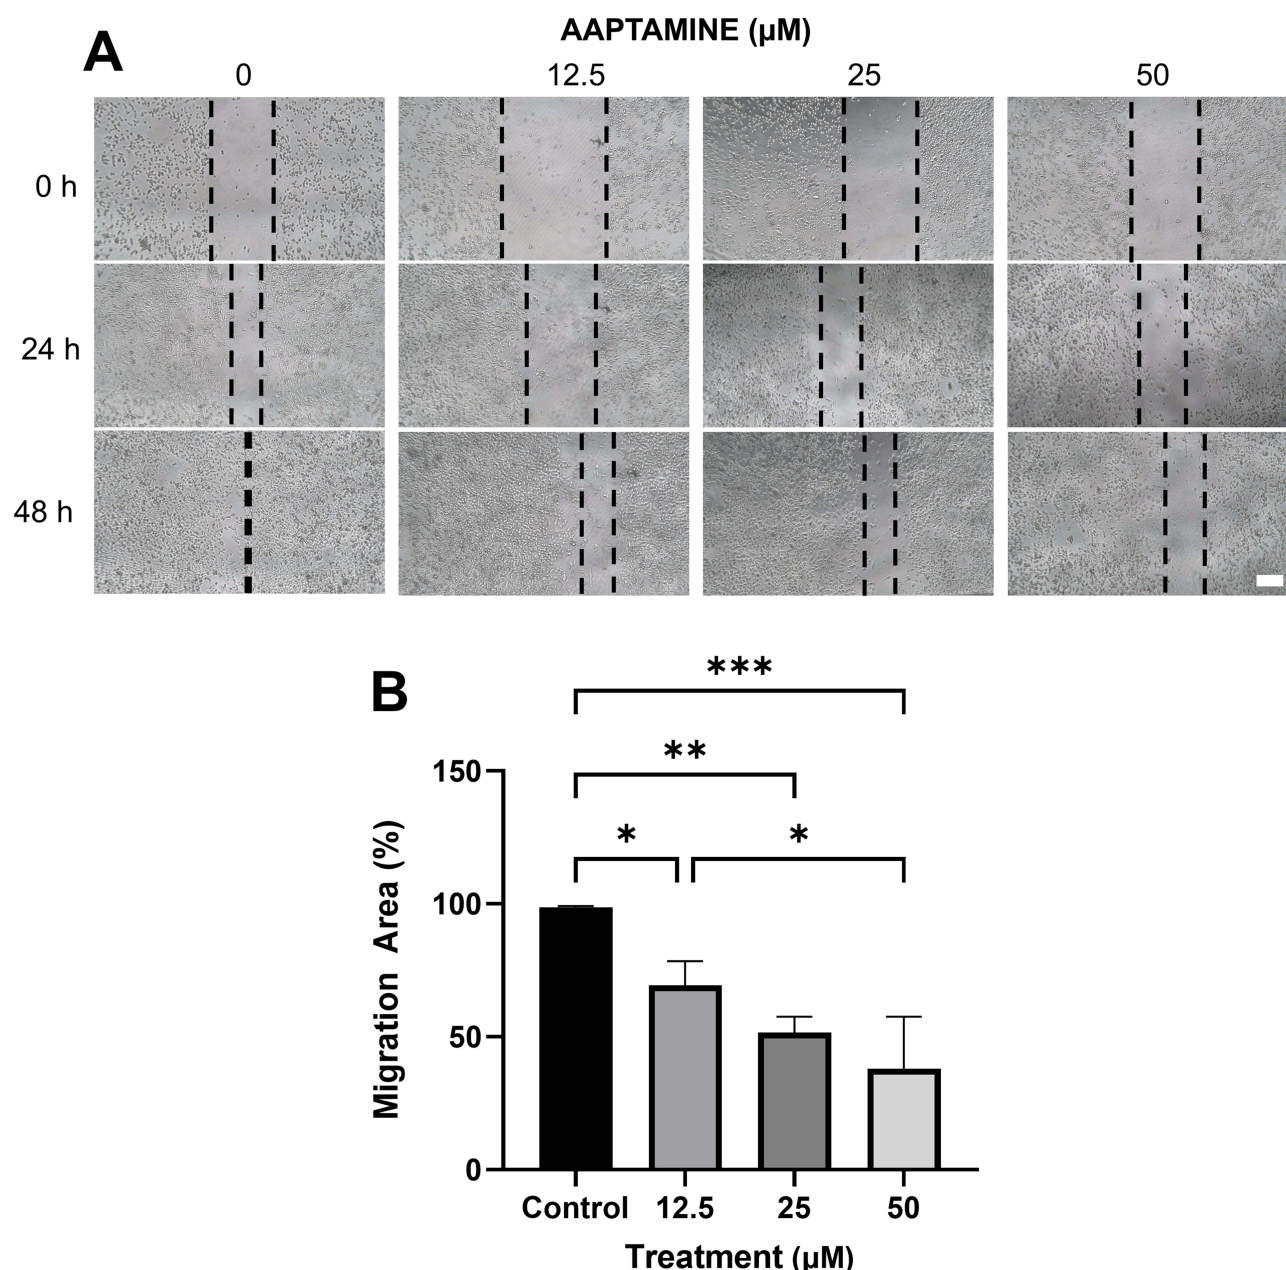 A
AAPTAMINE (µM)
0 12.5 25 50
0 h
24 h
48 h
B
***
**
* *
150
100
50
0
Migration Area (%)
Control 12.5 25 50
Treatment (µM)